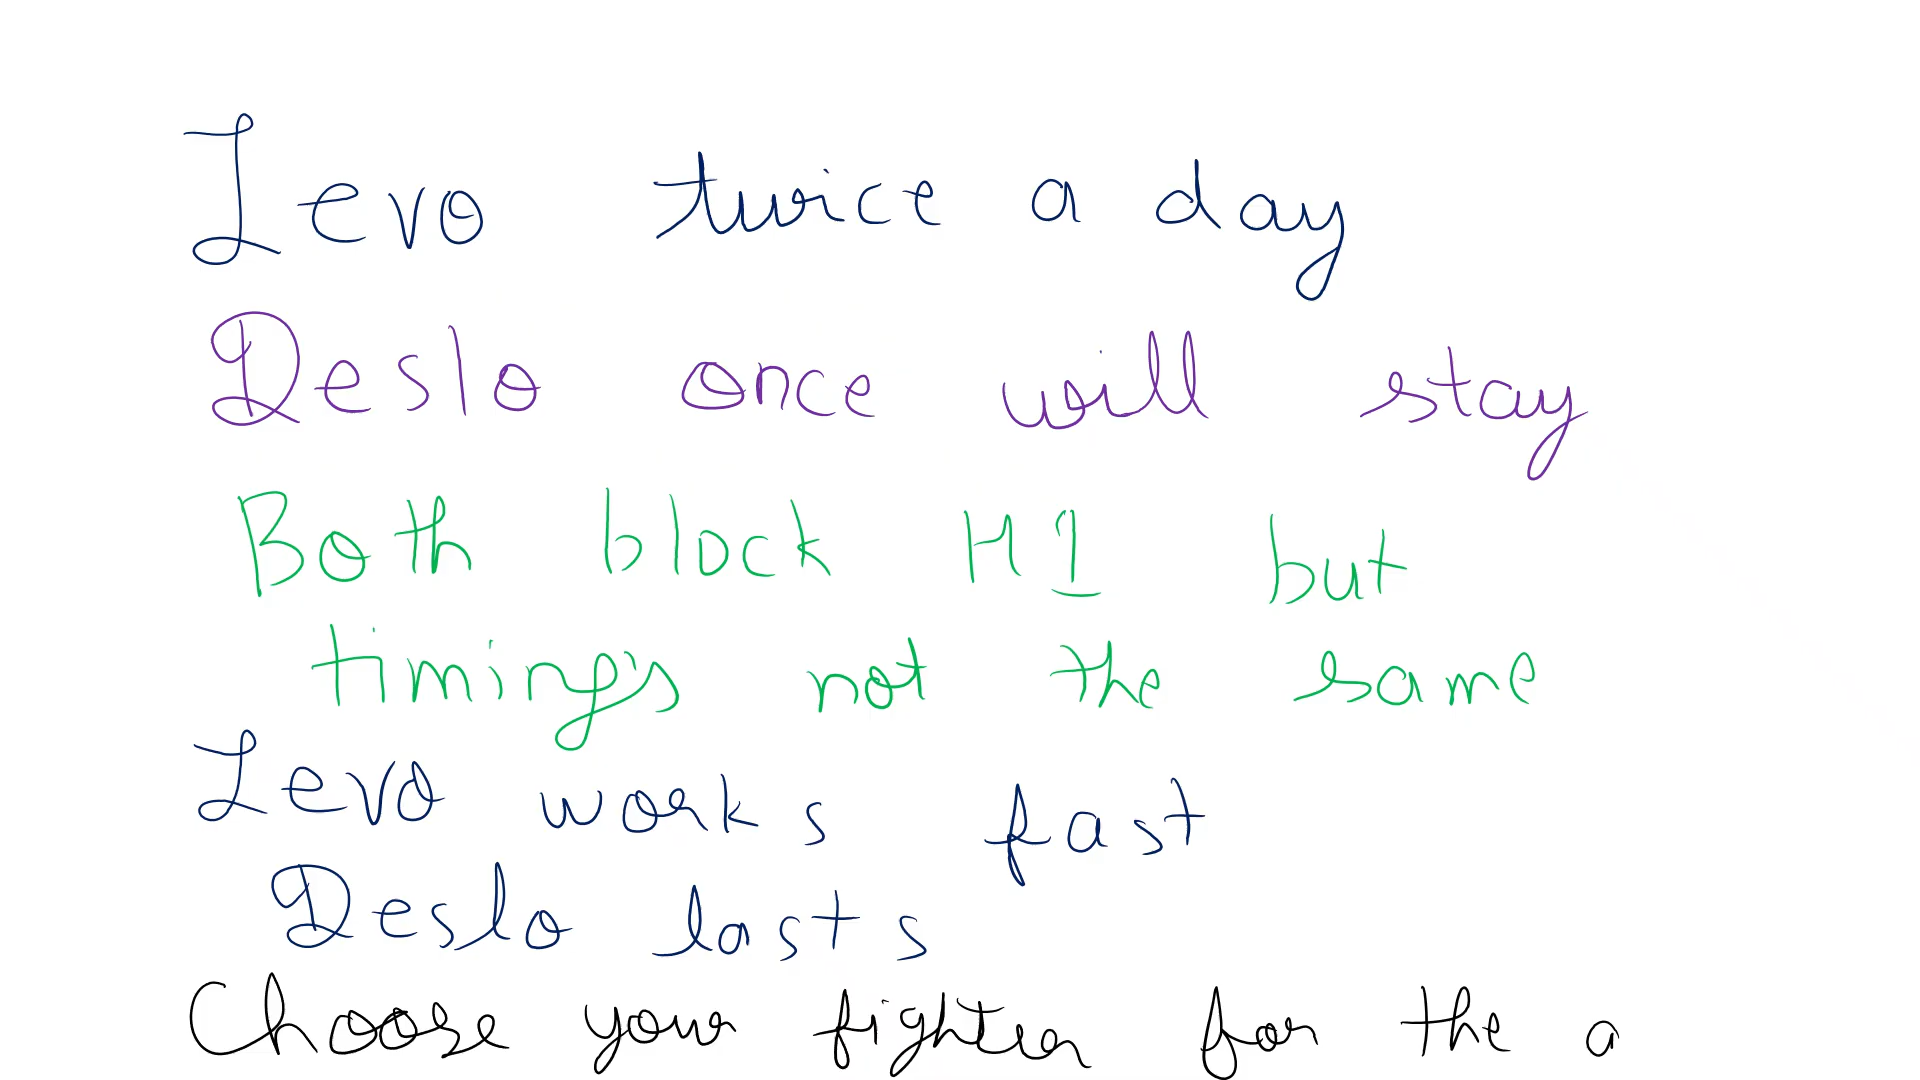 Levo twice a day
Deslo once will stay
Both block H1 but
timing's not the same
Levo works fast
Deslo lasts
Choose your fighter for the a